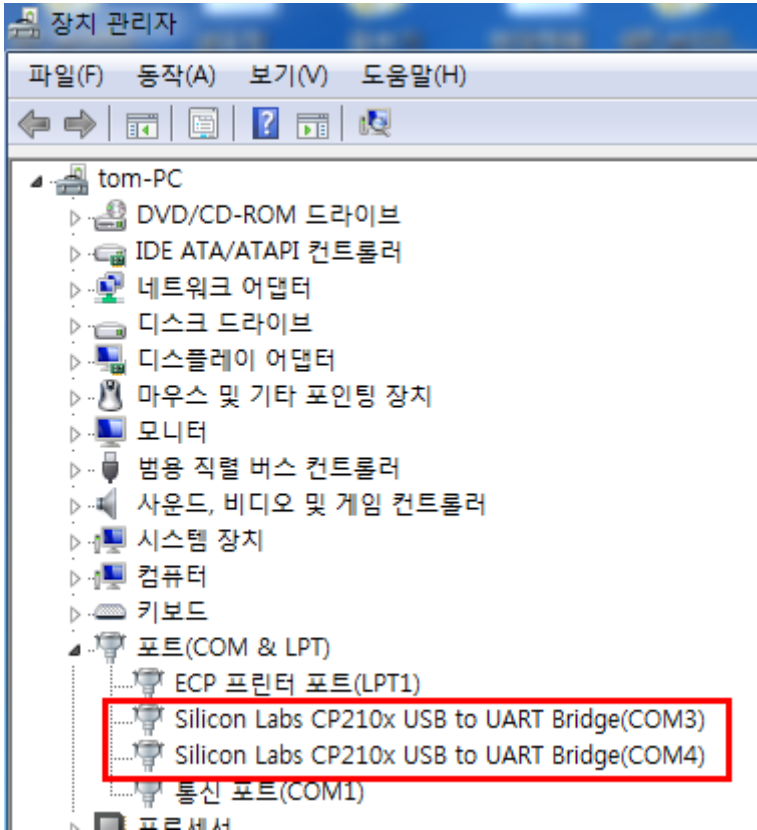 장치 관리자
파일(F) 동작(A) 보기(V) 도움말(H)
tom-PC
DVD/CD-ROM 드라이브
IDE ATA/ATAPI 컨트롤러
네트워크 어댑터
디스크 드라이브
디스플레이 어댑터
마우스 및 기타 포인팅 장치
모니터
범용 직렬 버스 컨트롤러
사운드, 비디오 및 게임 컨트롤러
시스템 장치
컴퓨터
키보드
포트(COM & LPT)
ECP 프린터 포트(LPT1)
Silicon Labs CP210x USB to UART Bridge(COM3)
Silicon Labs CP210x USB to UART Bridge(COM4)
통신 포트(COM1)